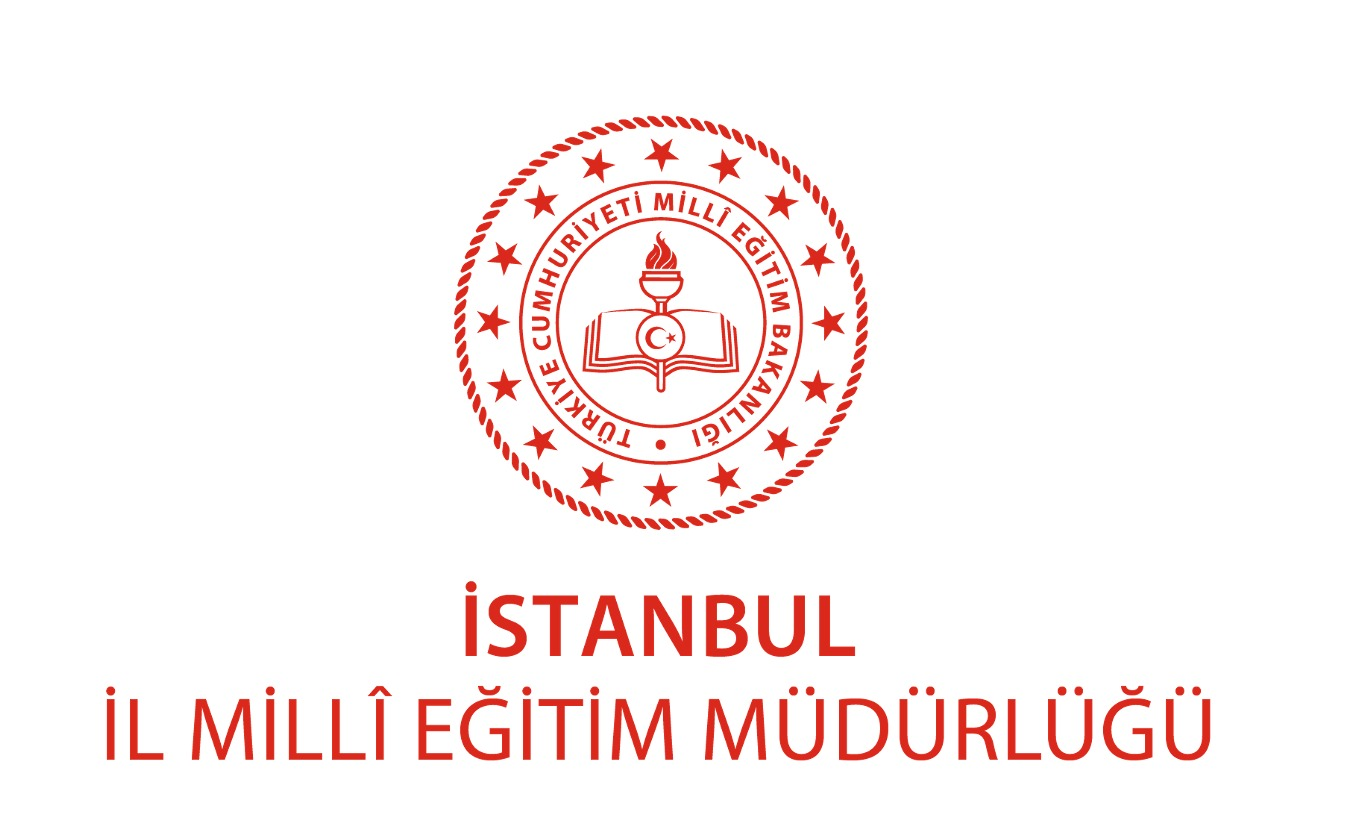 TÜRKİYE CUMHURİYETİ MİLLÎ EĞİTİM BAKANLIĞI
İSTANBUL
İL MİLLÎ EĞİTİM MÜDÜRLÜĞÜ